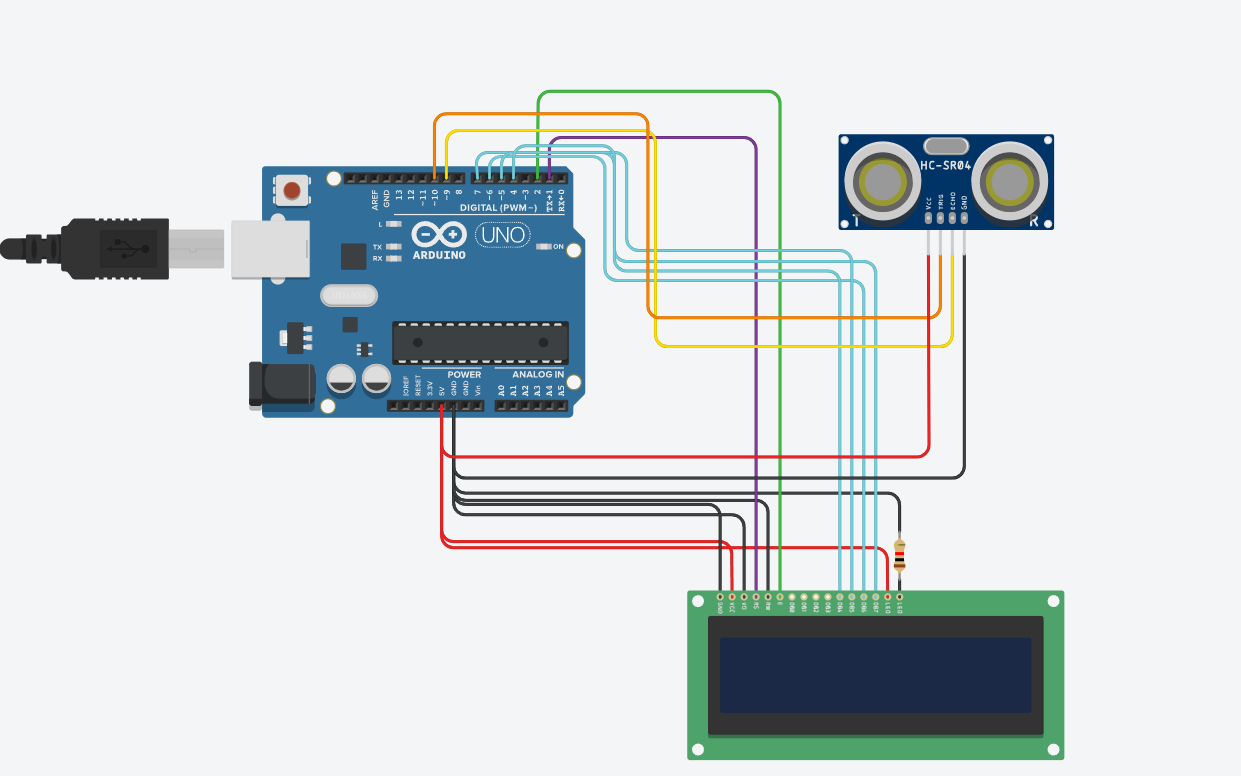 HC-SR04
VCC
TRIG
ECHO
GND
T
R
AREF
GND
13
12
~11
~10
~9
8
7
~6
~5
4
~3
2
TX→1
RX←0
DIGITAL (PWM~)
L
TX
RX
UNO
ARDUINO
ON
POWER
ANALOG IN
IOREF
RESET
3.3V
5V
GND
GND
Vin
A0
A1
A2
A3
A4
A5
GND
VCC
VO
RS
RW
E
DB0
DB1
DB2
DB3
DB4
DB5
DB6
DB7
LED
LED